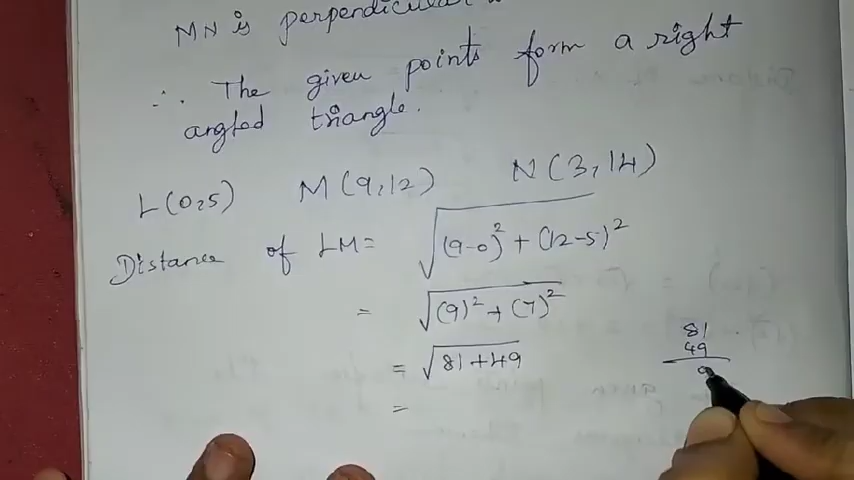 MN is perpendicular
∴ The given points form a right
angled triangle.
L(0,5) M(9,12) N(3,14)
Distance of LM = √(9-0)² + (12-5)²
= √(9)² + (7)²
= √81+49
=
81
49